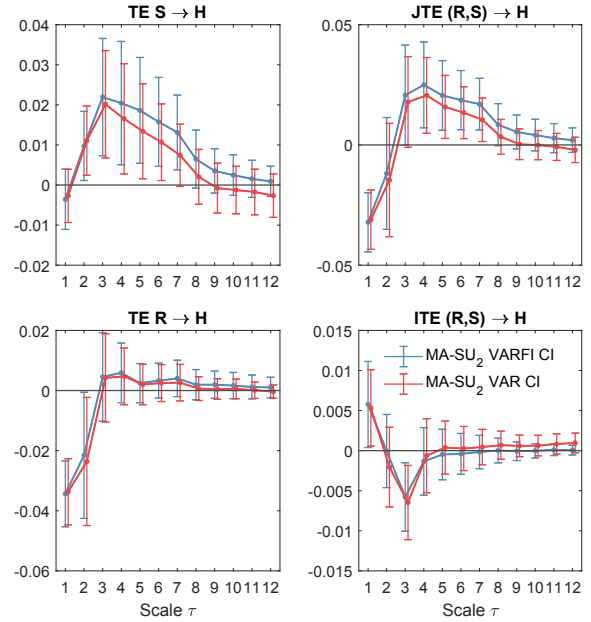 TE S → H
0.04
0.03
0.02
0.01
0
-0.01
-0.02
1 2 3 4 5 6 7 8 9 10 11 12
JTE (R,S) → H
0.05
0
-0.05
1 2 3 4 5 6 7 8 9 10 11 12
TE R → H
0.02
0
-0.02
-0.04
-0.06
1 2 3 4 5 6 7 8 9 10 11 12
Scale τ
ITE (R,S) → H
0.015
0.010
0.005
0
-0.005
-0.01
-0.015
MA-SU₂ VARFI CI
MA-SU₂ VAR CI
1 2 3 4 5 6 7 8 9 10 11 12
Scale τ